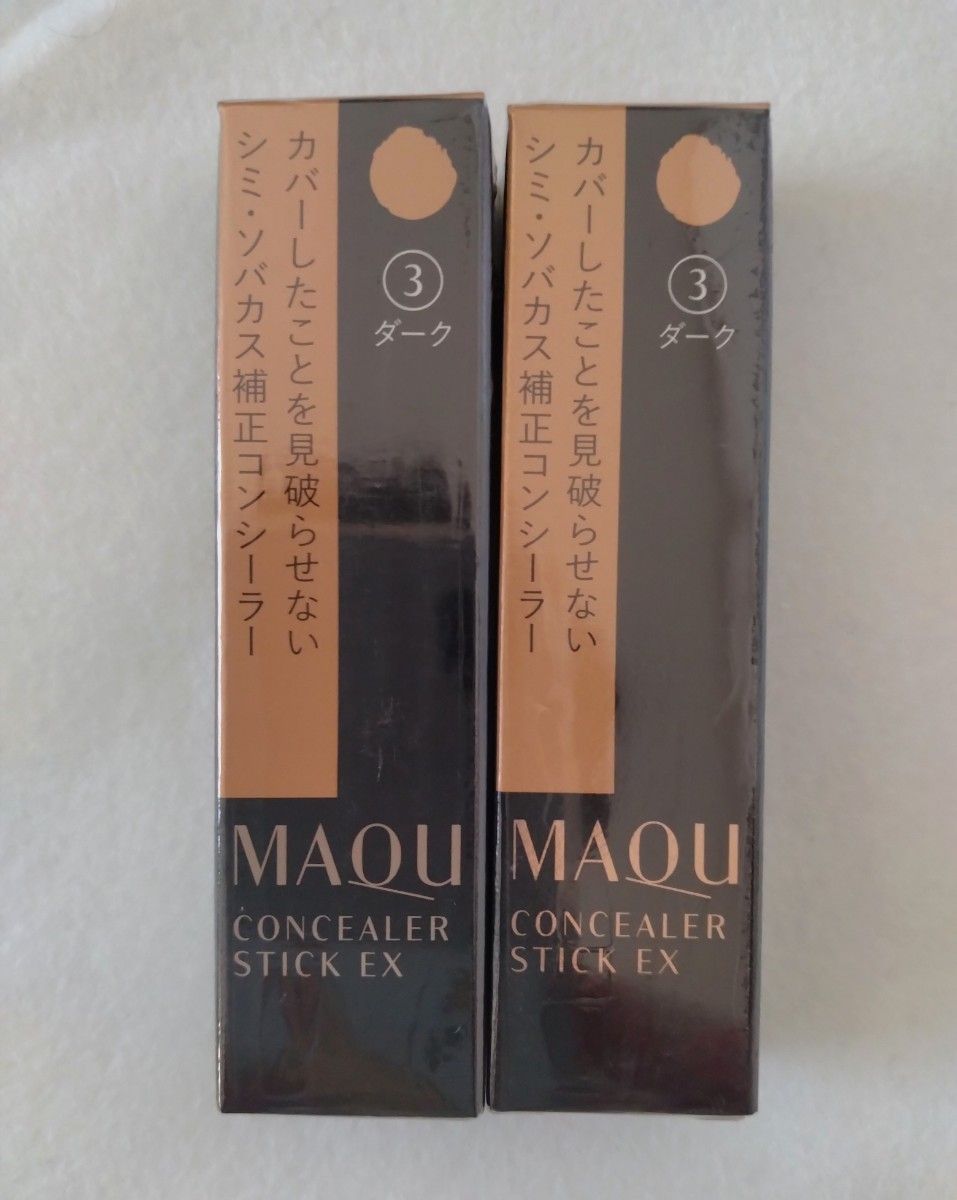 カバーしたことを見破らせない
シミ・ソバカス補正コンシーラー
3
ダーク
MAQU
CONCEALER
STICK EX
カバーしたことを見破らせない
シミ・ソバカス補正コンシーラー
3
ダーク
MAQU
CONCEALER
STICK EX